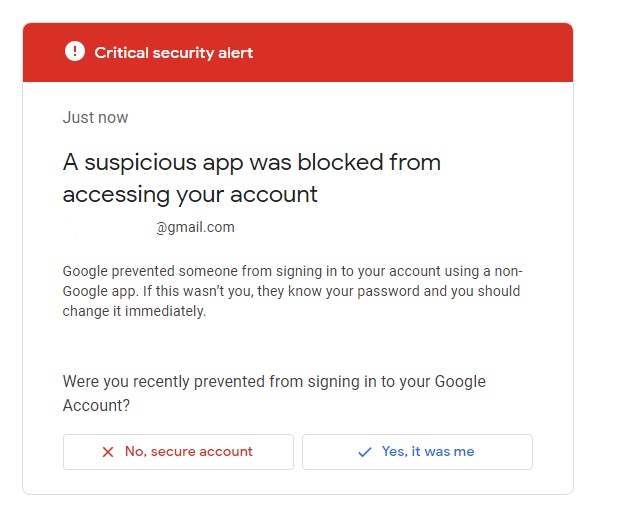 Critical security alert
Just now
A suspicious app was blocked from
accessing your account
@gmail.com
Google prevented someone from signing in to your account using a non-
Google app. If this wasn’t you, they know your password and you should
change it immediately.
Were you recently prevented from signing in to your Google
Account?
No, secure account
Yes, it was me